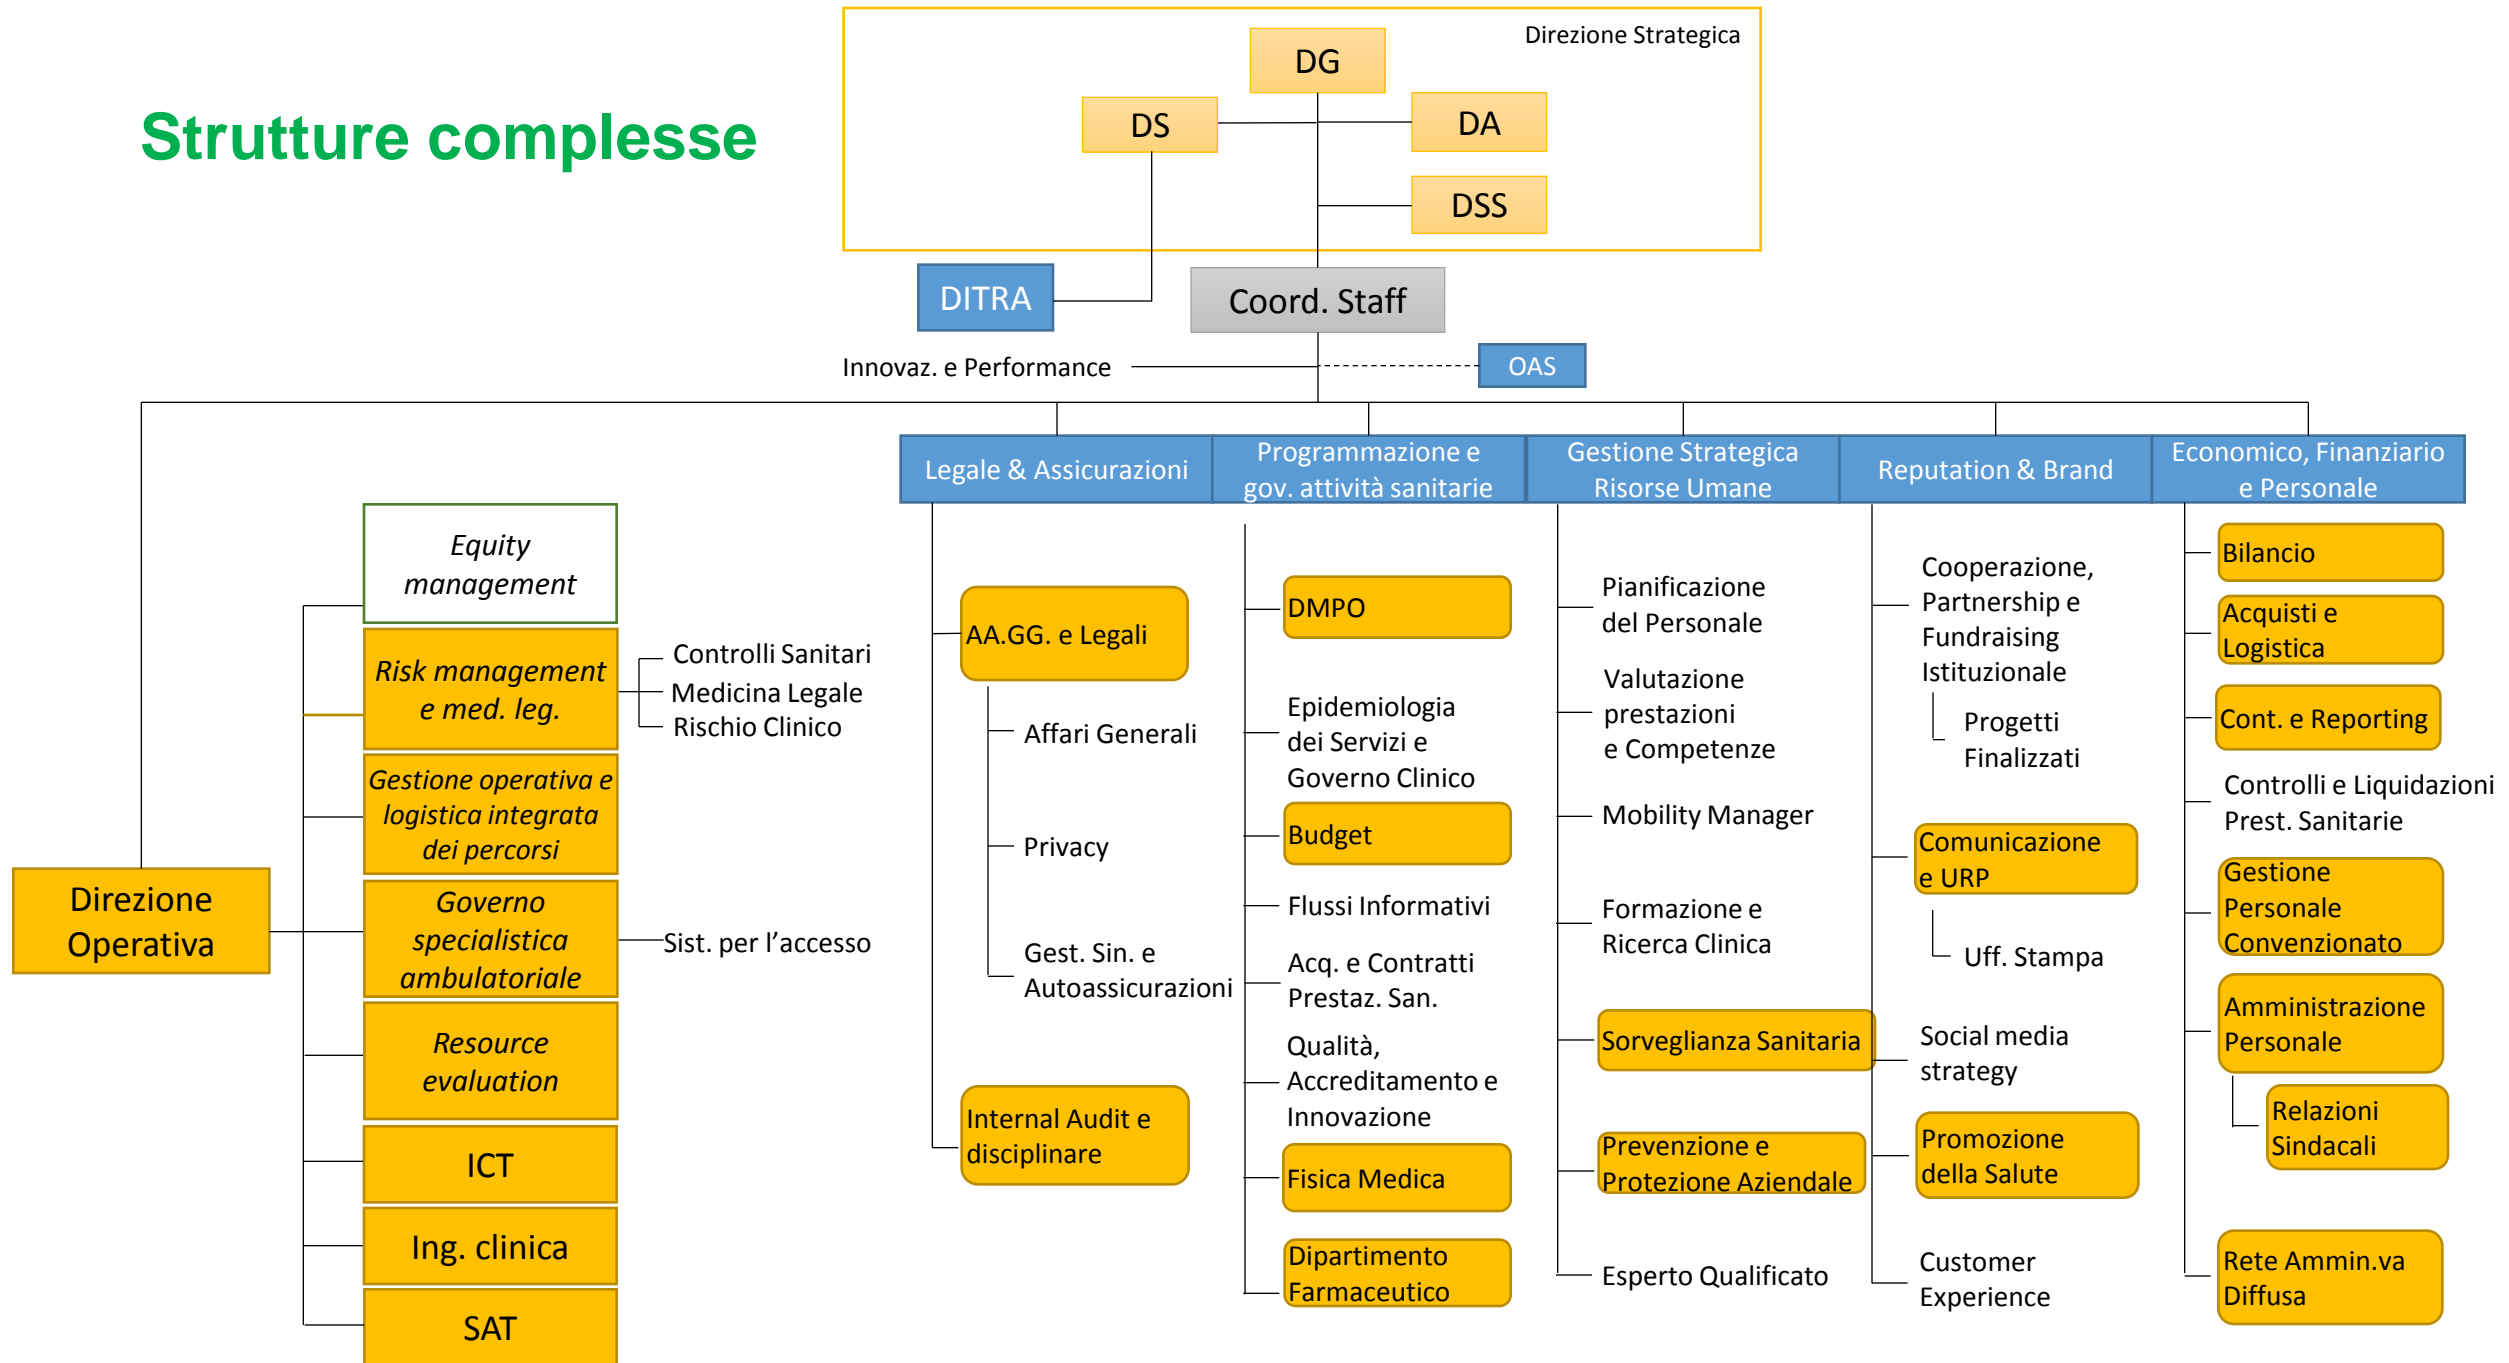 Direzione Strategica
DG
DS
DA
DSS
Strutture complesse
DITRA
Coord. Staff
Innovaz. e Performance
OAS
Direzione
Operativa
Equity
management
Risk management
e med. leg.
Controlli Sanitari
Medicina Legale
Rischio Clinico
Gestione operativa e
logistica integrata
dei percorsi
Governo
specialistica
ambulatoriale
Sist. per l’accesso
Resource
evaluation
ICT
Ing. clinica
SAT
Legale & Assicurazioni
AA.GG. e Legali
Affari Generali
Privacy
Gest. Sin. e
Autoassicurazioni
Internal Audit e
disciplinare
Programmazione e
gov. attività sanitarie
DMPO
Epidemiologia
dei Servizi e
Governo Clinico
Budget
Flussi Informativi
Acq. e Contratti
Prestaz. San.
Qualità,
Accreditamento e
Innovazione
Fisica Medica
Dipartimento
Farmaceutico
Gestione Strategica
Risorse Umane
Pianificazione
del Personale
Valutazione
prestazioni
e Competenze
Mobility Manager
Formazione e
Ricerca Clinica
Sorveglianza Sanitaria
Prevenzione e
Protezione Aziendale
Esperto Qualificato
Reputation & Brand
Cooperazione,
Partnership e
Fundraising
Istituzionale
Progetti
Finalizzati
Comunicazione
e URP
Uff. Stampa
Social media
strategy
Promozione
della Salute
Customer
Experience
Economico, Finanziario
e Personale
Bilancio
Acquisti e
Logistica
Cont. e Reporting
Controlli e Liquidazioni
Prest. Sanitarie
Gestione
Personale
Convenzionato
Amministrazione
Personale
Relazioni
Sindacali
Rete Ammin.va
Diffusa